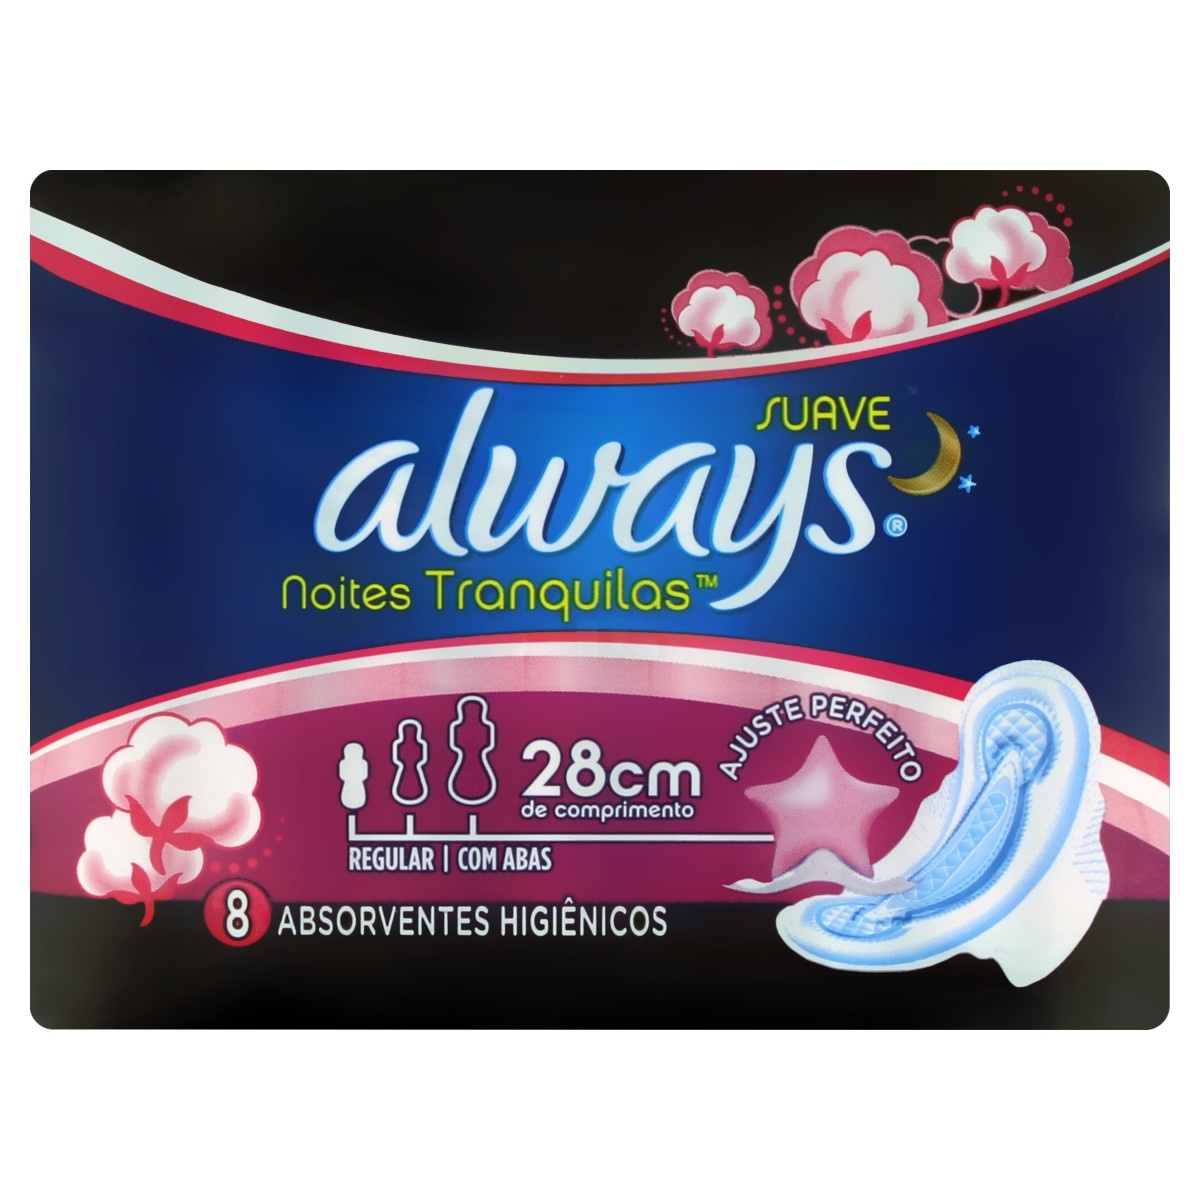 SUAVE
always®
Noites Tranquilas™
AJUSTE PERFEITO
28cm
de comprimento
REGULAR | COM ABAS
8 ABSORVENTES HIGIÊNICOS